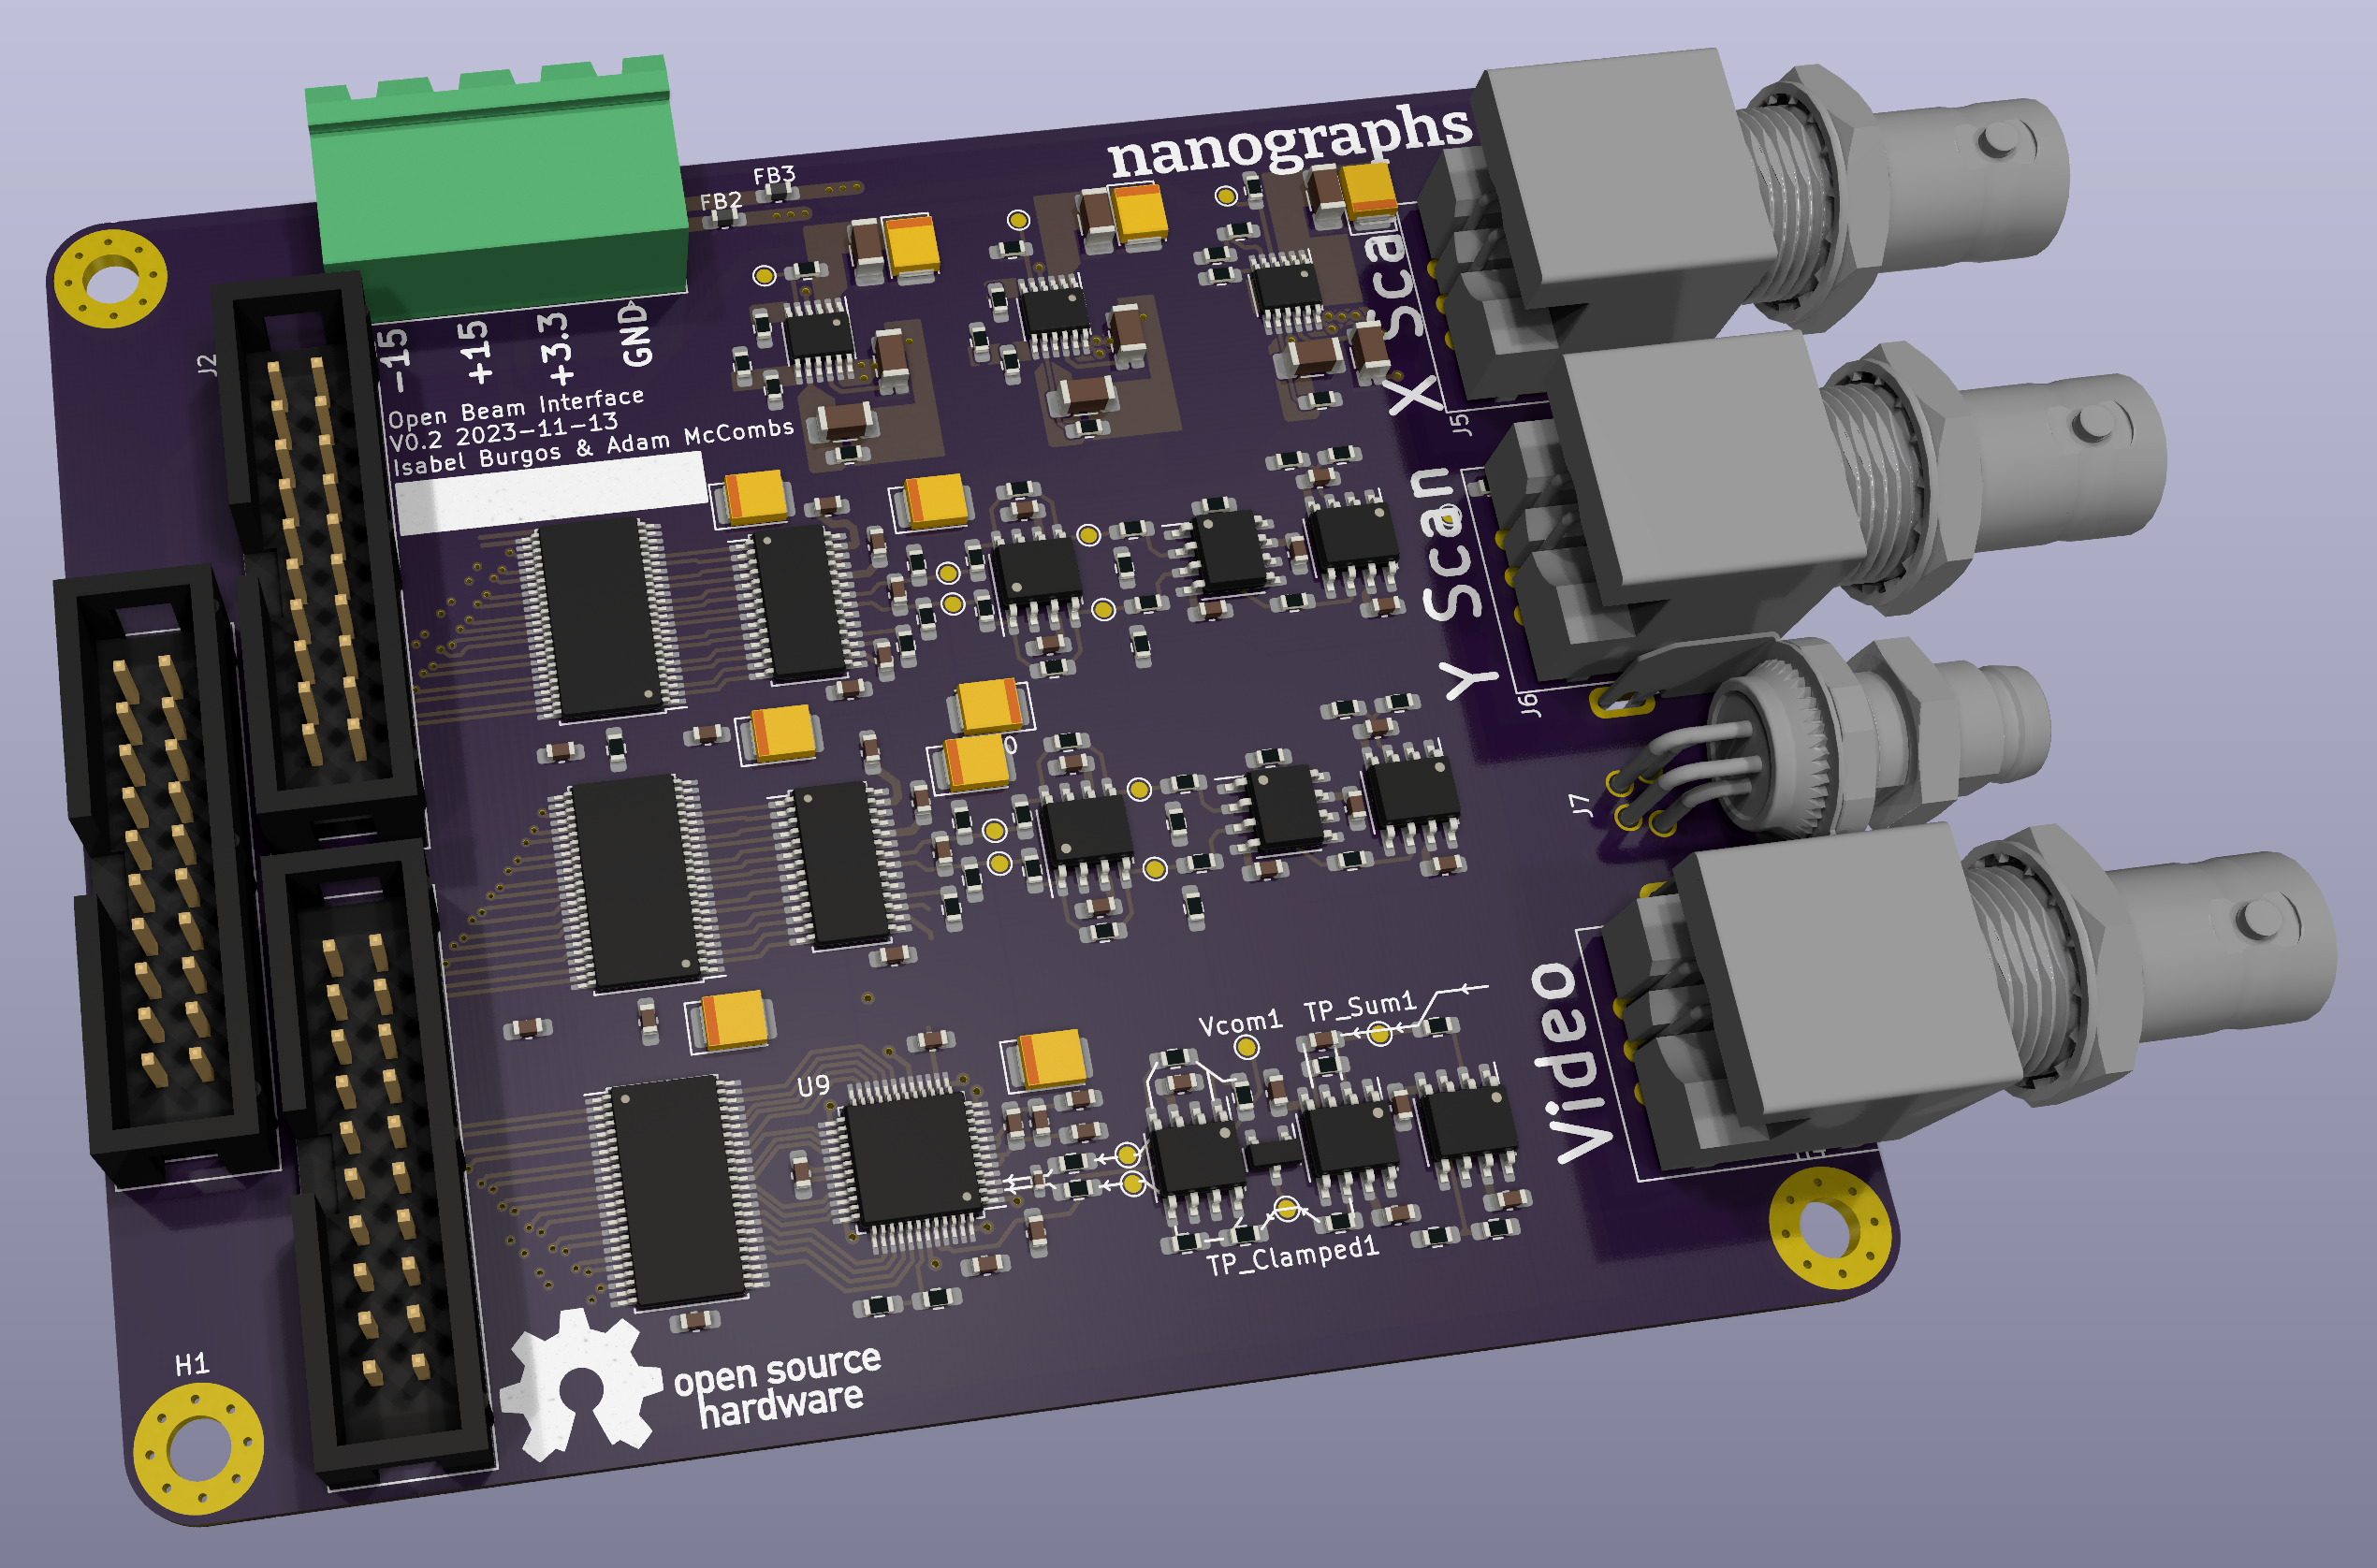 nanographs
FB3
FB2
J2
-15
+15
+3.3
GND
Open Beam Interface
V0.2 2023-11-13
Isabel Burgos & Adam McCombs
X Scan
J5
Y Scan
J6
J7
Video
Vcom1
TP_Sum1
U9
TP_Clamped1
H1
open source
hardware